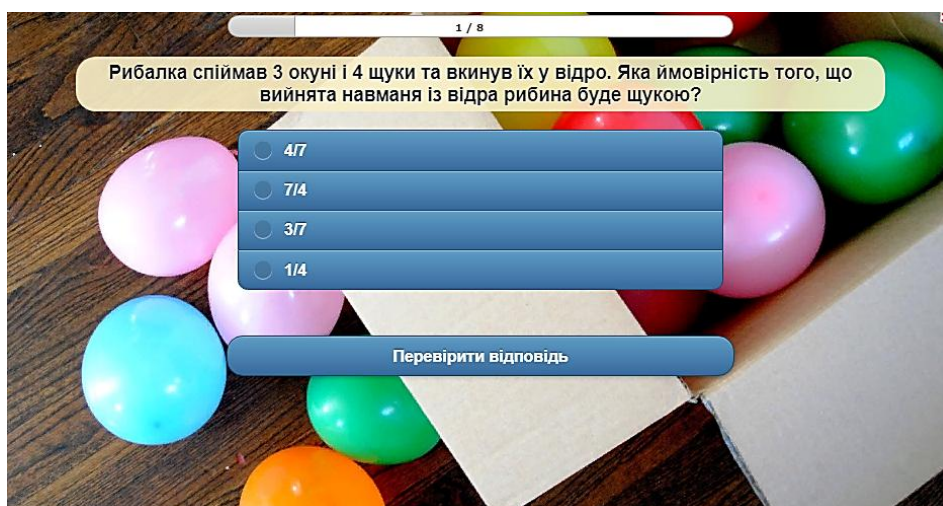 1 / 8
Рибалка спіймав 3 окуні і 4 щуки та вкинув їх у відро. Яка ймовірність того, що
вийнята навманя із відра рибина буде щукою?
4/7
7/4
3/7
1/4
Перевірити відповідь